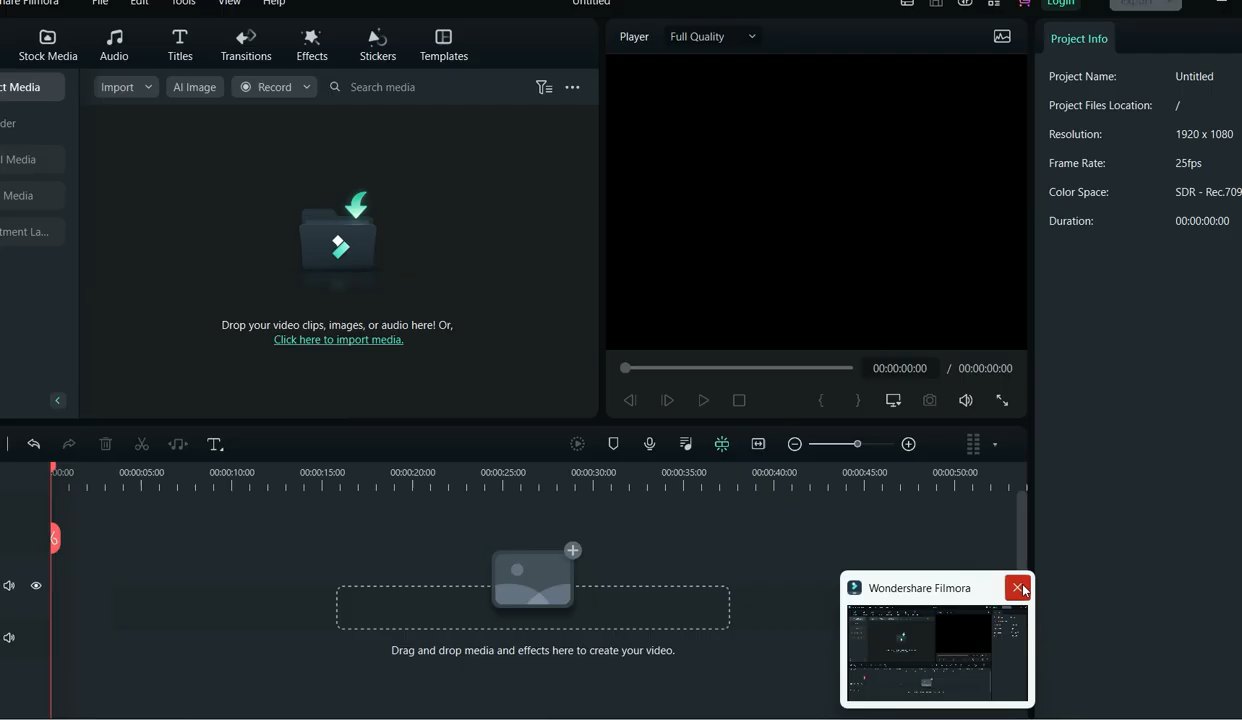 File Edit Tools View Help Untitled Login Export
Stock Media Audio Titles Transitions Effects Stickers Templates
Player Full Quality
Project Info
Media
Import AI Image Record Search media
Project Name: Untitled
Project Files Location: /
Resolution: 1920 x 1080
Frame Rate: 25fps
Color Space: SDR - Rec.709
Duration: 00:00:00:00
Media
Media
Drop your video clips, images, or audio here! Or,
Click here to import media.
00:00:00:00 / 00:00:00:00
00:00 00:00:05:00 00:00:10:00 00:00:15:00 00:00:20:00 00:00:25:00 00:00:30:00 00:00:35:00 00:00:40:00 00:00:45:00 00:00:50:00
Wondershare Filmora
Drag and drop media and effects here to create your video.